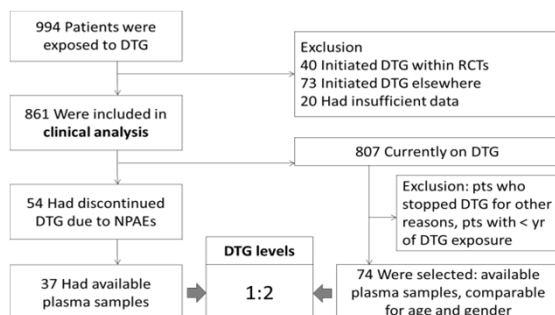 994 Patients were
exposed to DTG
Exclusion
40 Initiated DTG within RCTs
73 Initiated DTG elsewhere
20 Had insufficient data
861 Were included in
clinical analysis
807 Currently on DTG
Exclusion: pts who
stopped DTG for other
reasons, pts with < yr
of DTG exposure
54 Had discontinued
DTG due to NPAEs
DTG levels
1:2
37 Had available
plasma samples
74 Were selected: available
plasma samples, comparable
for age and gender